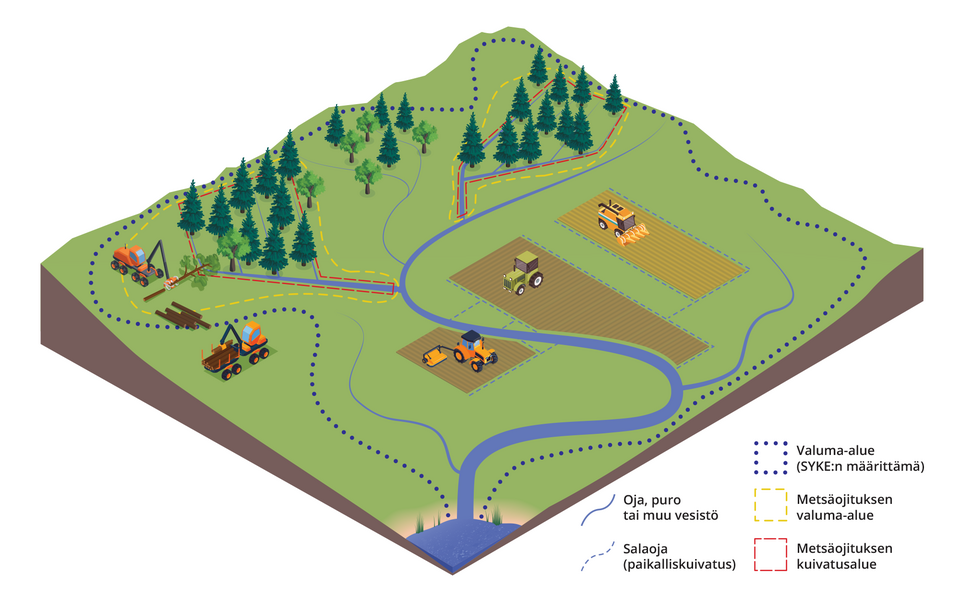 Valuma-alue
(SYKE:n määrittämä)
Oja, puro
tai muu vesistö
Metsäojituksen
valuma-alue
Salaoja
(paikalliskuivatus)
Metsäojituksen
kuivatusalue